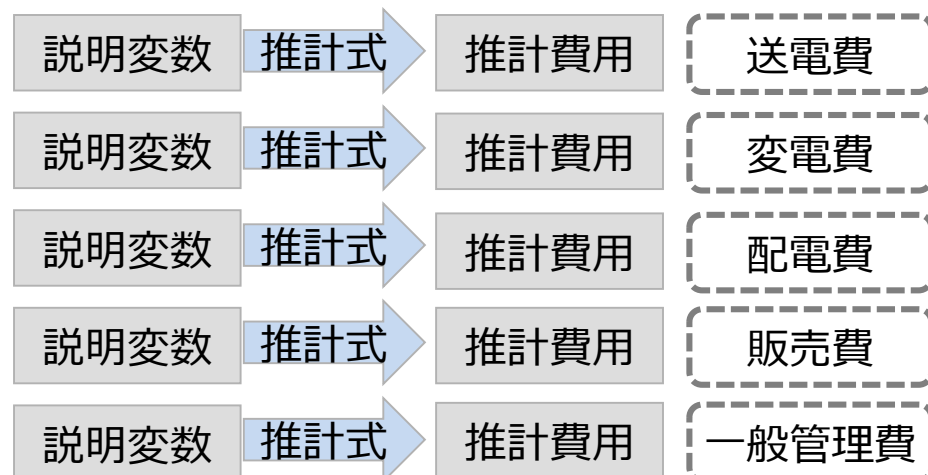 説明変数 推計式 推計費用 送電費
説明変数 推計式 推計費用 変電費
説明変数 推計式 推計費用 配電費
説明変数 推計式 推計費用 販売費
説明変数 推計式 推計費用 一般管理費